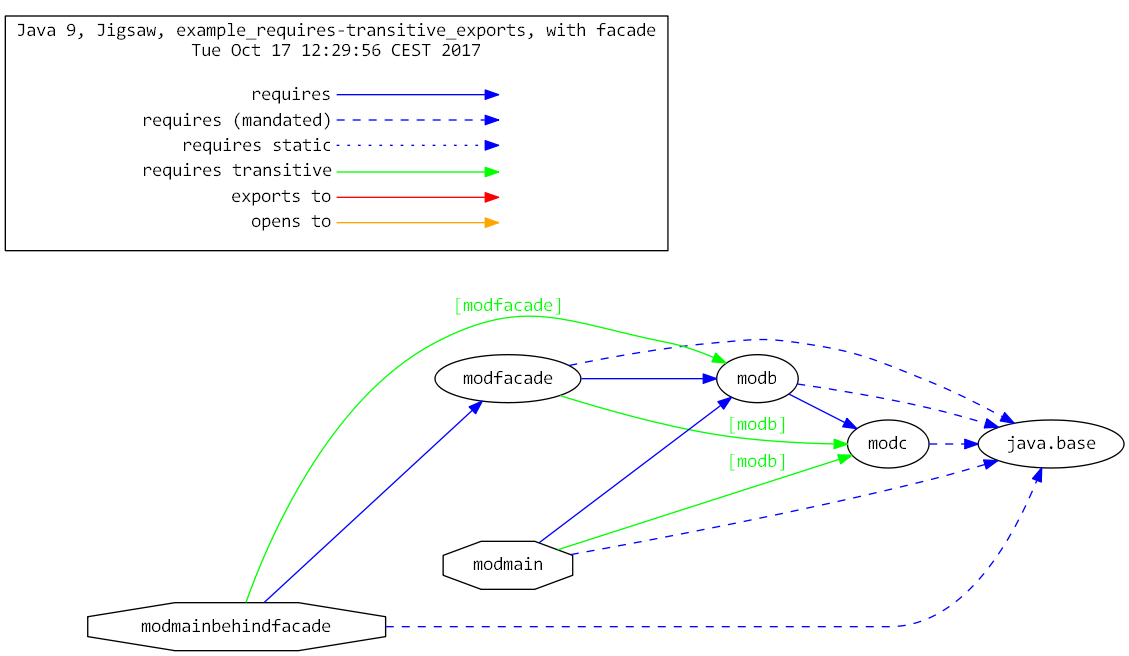 Java 9, Jigsaw, example_requires-transitive_exports, with facade
Tue Oct 17 12:29:56 CEST 2017
requires
requires (mandated)
requires static
requires transitive
exports to
opens to
[modfacade]
modfacade
modb
[modb]
modc
java.base
[modb]
modmain
modmainbehindfacade